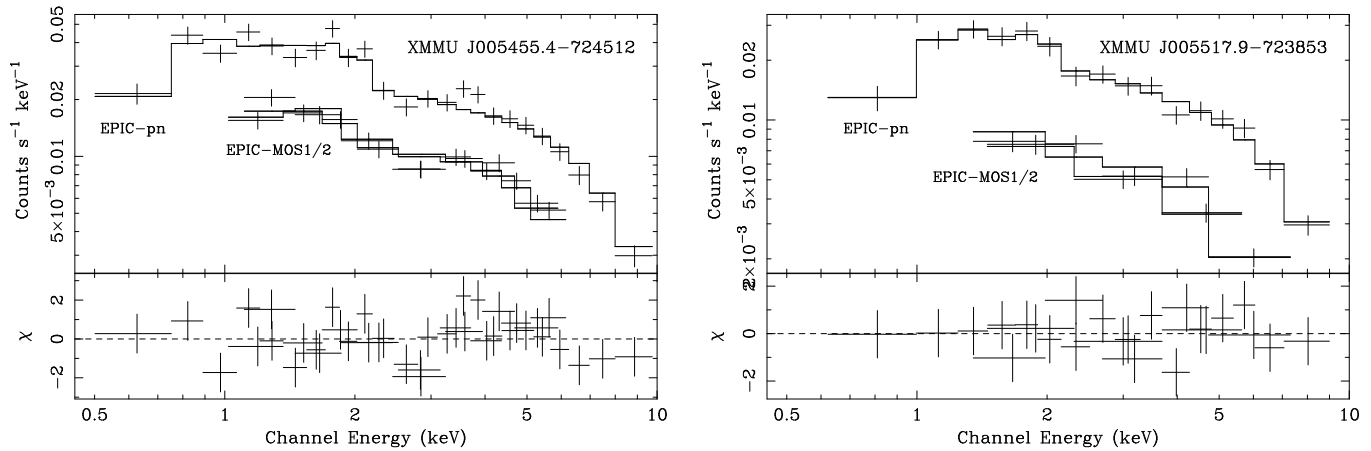 0.05
0.02
0.01
5×10⁻³
Counts s⁻¹ keV⁻¹
XMMU J005455.4−724512
EPIC-pn
EPIC-MOS1/2
2
0
−2
χ
0.5 1 2 5 10
Channel Energy (keV)
0.02
0.01
5×10⁻³
2×10⁻³
Counts s⁻¹ keV⁻¹
XMMU J005517.9−723853
EPIC-pn
EPIC-MOS1/2
2
0
−2
χ
0.5 1 2 5 10
Channel Energy (keV)